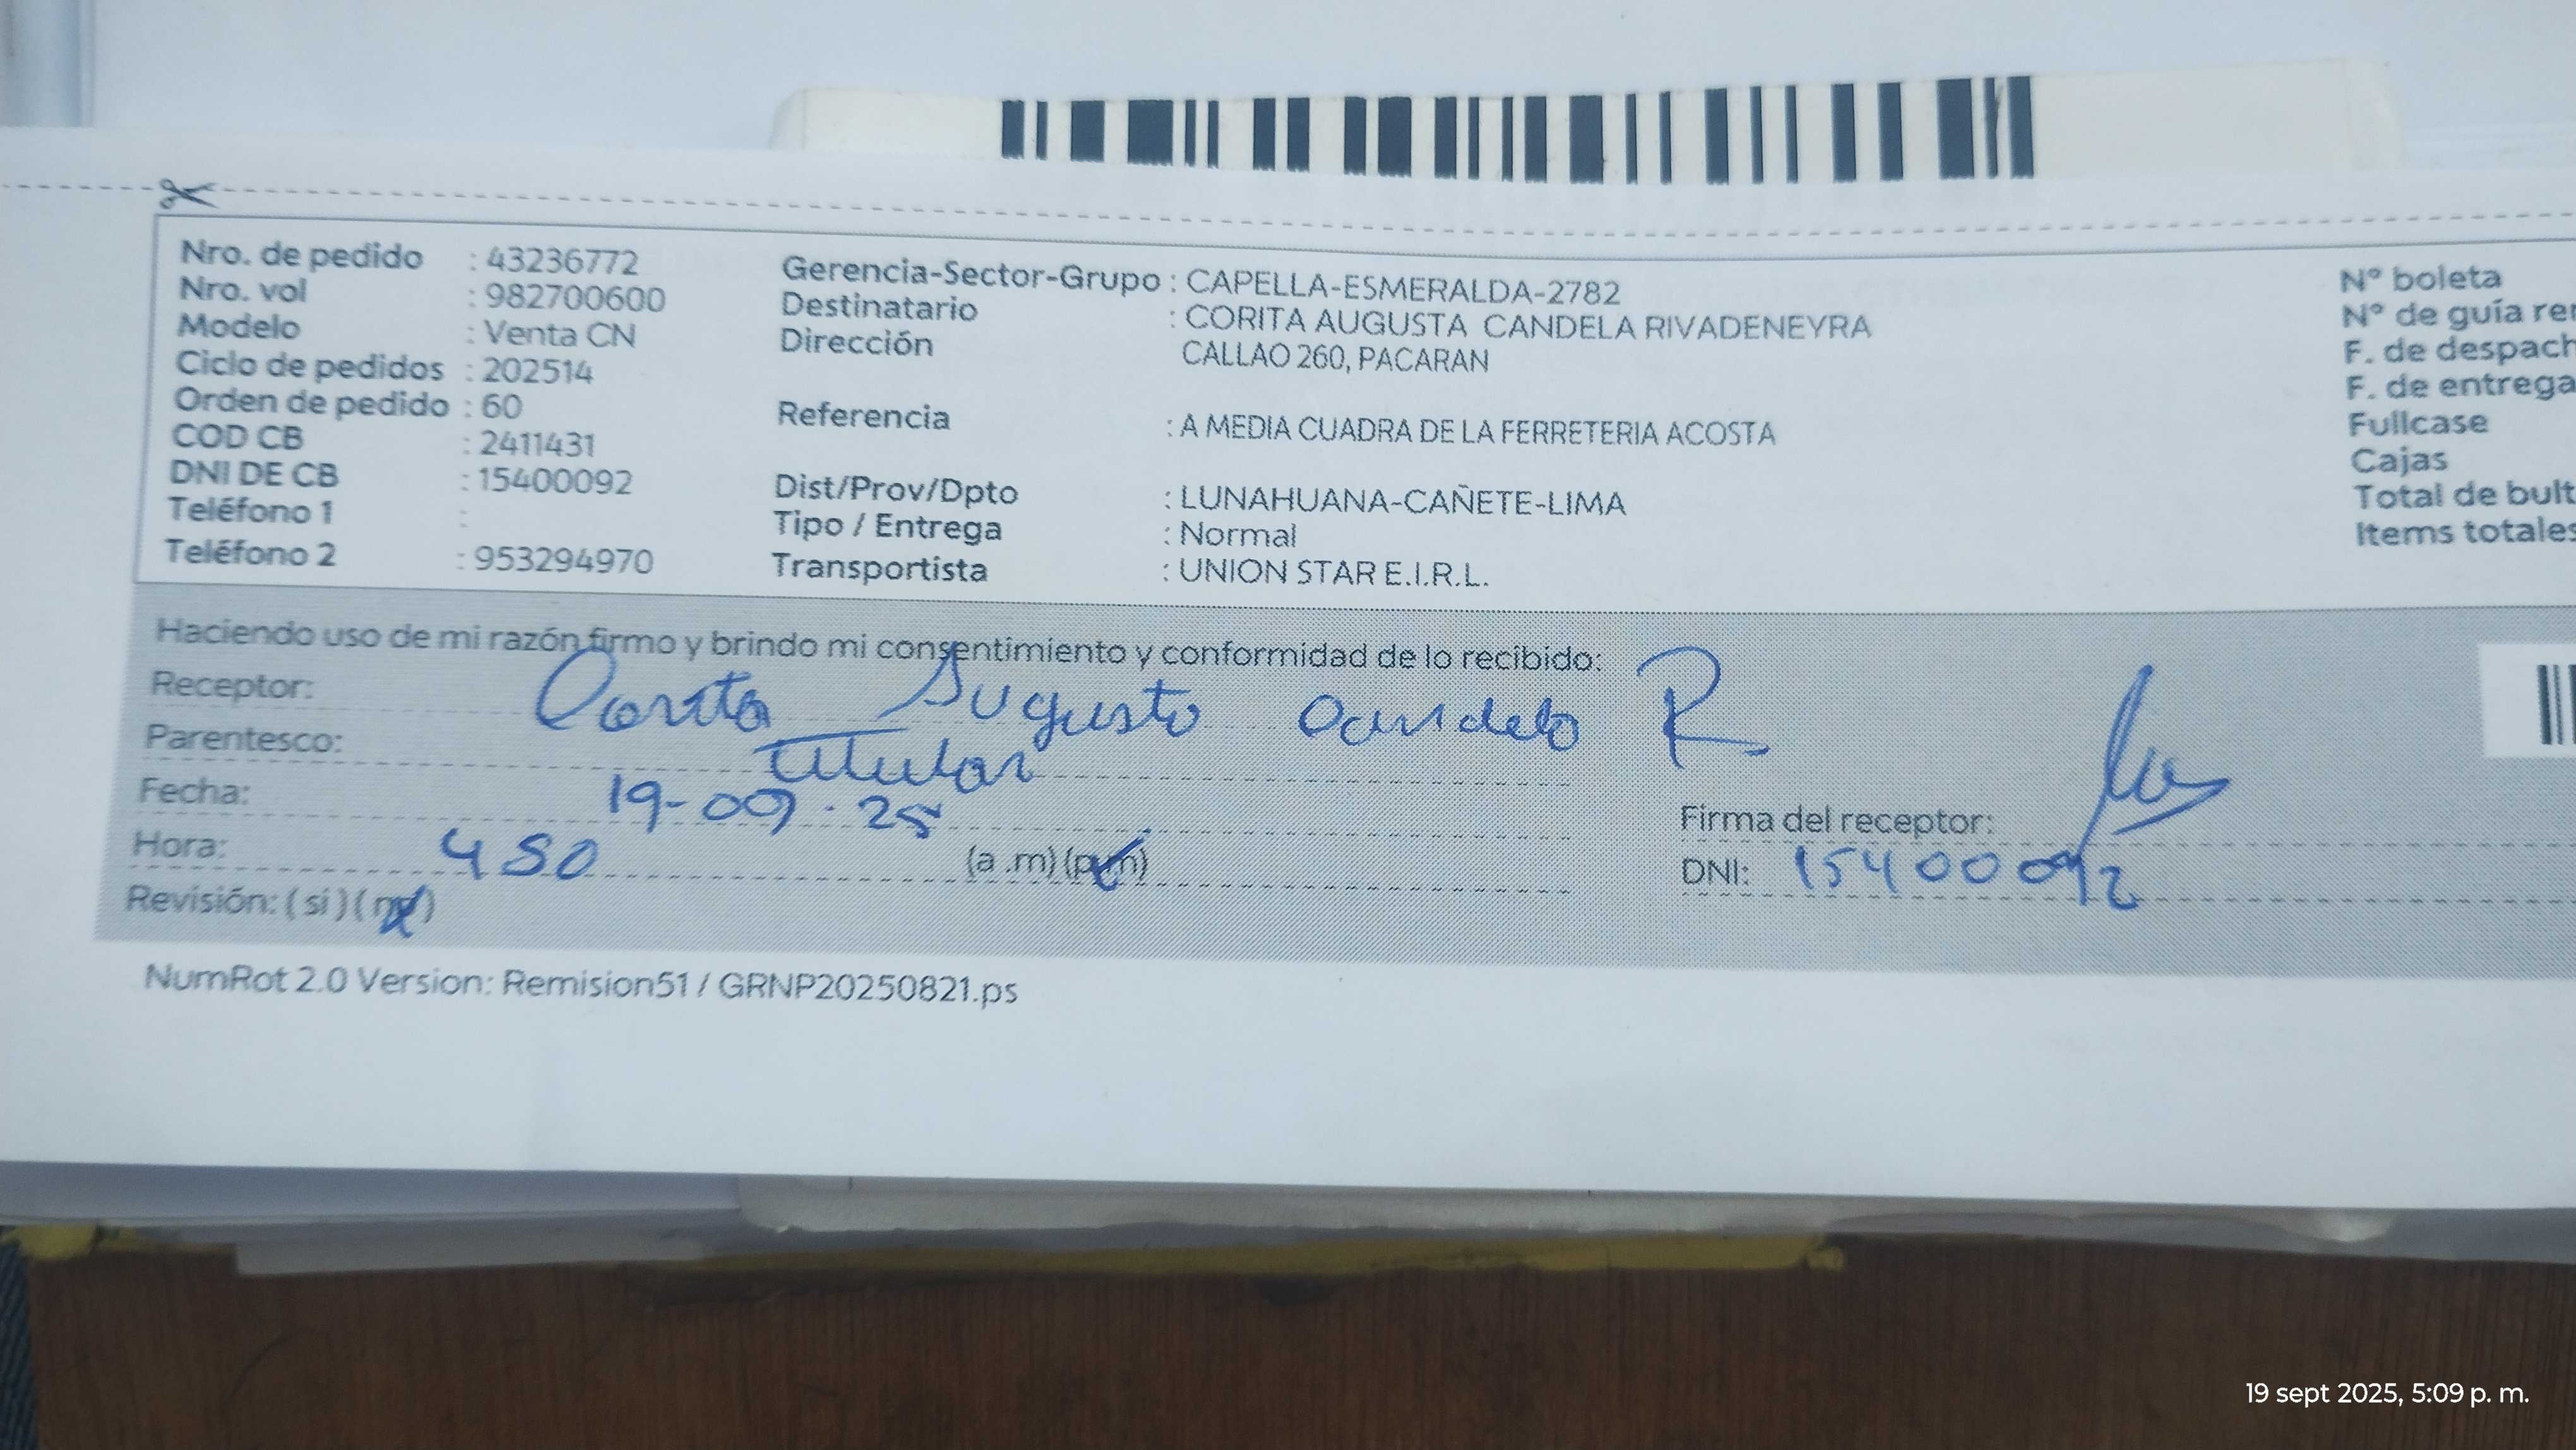 Nro. de pedido : 43236772
Nro. vol : 982700600
Modelo : Venta CN
Ciclo de pedidos : 202514
Orden de pedido : 60
COD CB : 2411431
DNI DE CB : 15400092
Teléfono 1 :
Teléfono 2 : 953294970
Gerencia-Sector-Grupo : CAPELLA-ESMERALDA-2782
Destinatario : CORITA AUGUSTA CANDELA RIVADENEYRA
Dirección CALLAO 260, PACARAN
Referencia : A MEDIA CUADRA DE LA FERRETERIA ACOSTA
Dist/Prov/Dpto : LUNAHUANA-CAÑETE-LIMA
Tipo / Entrega : Normal
Transportista : UNION STAR E.I.R.L.
Nº boleta
Nº de guía rer
F. de despach
F. de entrega
Fullcase
Cajas
Total de bult
Items totales
Haciendo uso de mi razón firmo y brindo mi consentimiento y conformidad de lo recibido:
Receptor: Corita Augusta Candela R
Parentesco: Titular
Fecha: 19-09-25
Hora: 450 (a .m) (p.m)
Revisión: ( si ) ( no )
Firma del receptor:
DNI: 15400092
NumRot 2.0 Version: Remision51 / GRNP20250821.ps
19 sept 2025, 5:09 p. m.